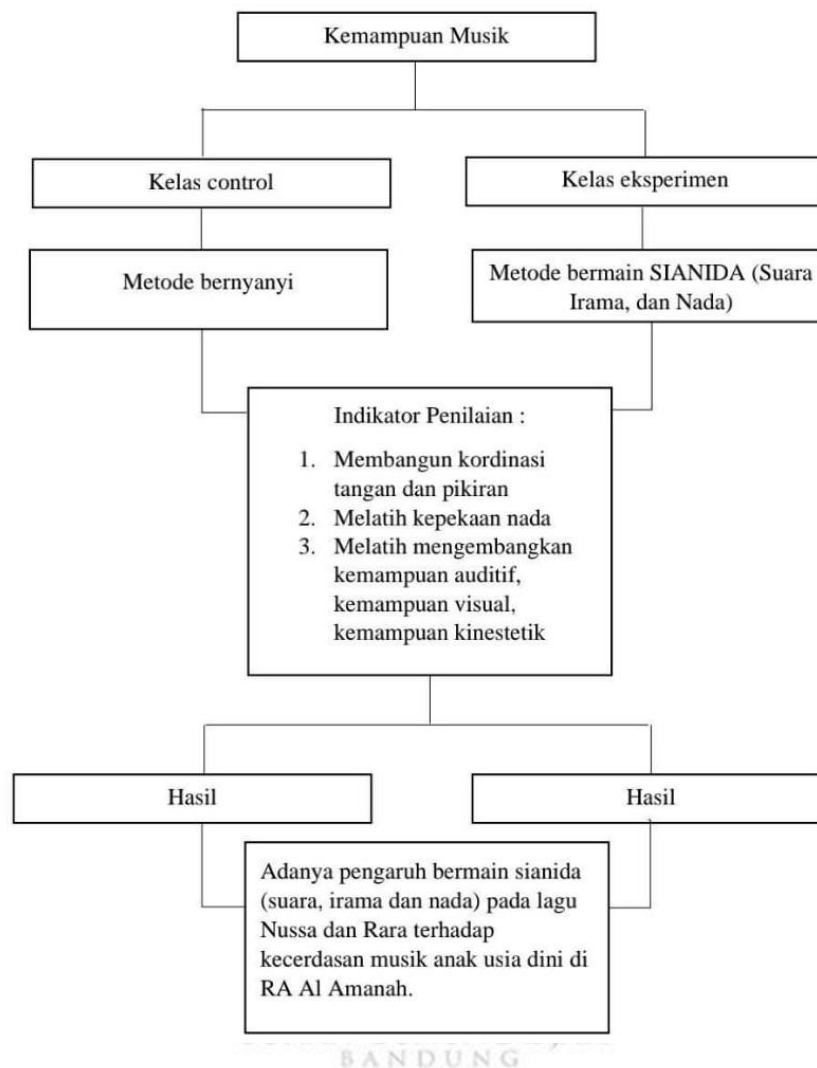 Kemampuan Musik
Kelas control
Kelas eksperimen
Metode bernyanyi
Metode bermain SIANIDA (Suara
Irama, dan Nada)
Indikator Penilaian :
1. Membangun kordinasi
tangan dan pikiran
2. Melatih kepekaan nada
3. Melatih mengembangkan
kemampuan auditif,
kemampuan visual,
kemampuan kinestetik
Hasil
Hasil
Adanya pengaruh bermain sianida
(suara, irama dan nada) pada lagu
Nussa dan Rara terhadap
kecerdasan musik anak usia dini di
RA Al Amanah.
BANDUNG